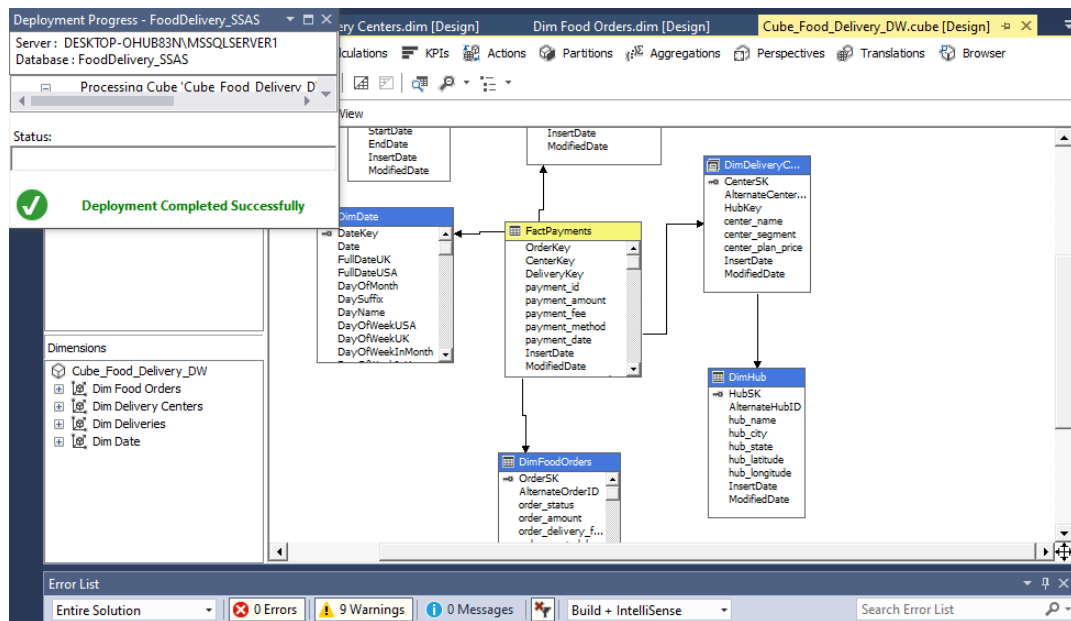 Deployment Progress - FoodDelivery_SSAS
Server : DESKTOP-OHUB83N\MSSQLSERVER1
Database : FoodDelivery_SSAS
Processing Cube 'Cube Food Delivery D
Status:
Deployment Completed Successfully
ery Centers.dim [Design]
Dim Food Orders.dim [Design]
Cube_Food_Delivery_DW.cube [Design]
culations
KPIs
Actions
Partitions
Aggregations
Perspectives
Translations
Browser
View
StartDate
EndDate
InsertDate
ModifiedDate
InsertDate
ModifiedDate
DimDeliveryC...
CenterSK
AlternateCenter...
HubKey
center_name
center_segment
center_plan_price
InsertDate
ModifiedDate
DimDate
DateKey
Date
FullDateUK
FullDateUSA
DayOfMonth
DaySuffix
DayName
DayOfWeekUSA
DayOfWeekUK
DayOfWeekInMonth
FactPayments
OrderKey
CenterKey
DeliveryKey
payment_id
payment_amount
payment_fee
payment_method
payment_date
InsertDate
ModifiedDate
DimHub
HubSK
AlternateHubID
hub_name
hub_city
hub_state
hub_latitude
hub_longitude
InsertDate
ModifiedDate
DimFoodOrders
OrderSK
AlternateOrderID
order_status
order_amount
order_delivery_f...
Dimensions
Cube_Food_Delivery_DW
Dim Food Orders
Dim Delivery Centers
Dim Deliveries
Dim Date
Error List
Entire Solution
0 Errors
9 Warnings
0 Messages
Build + IntelliSense
Search Error List